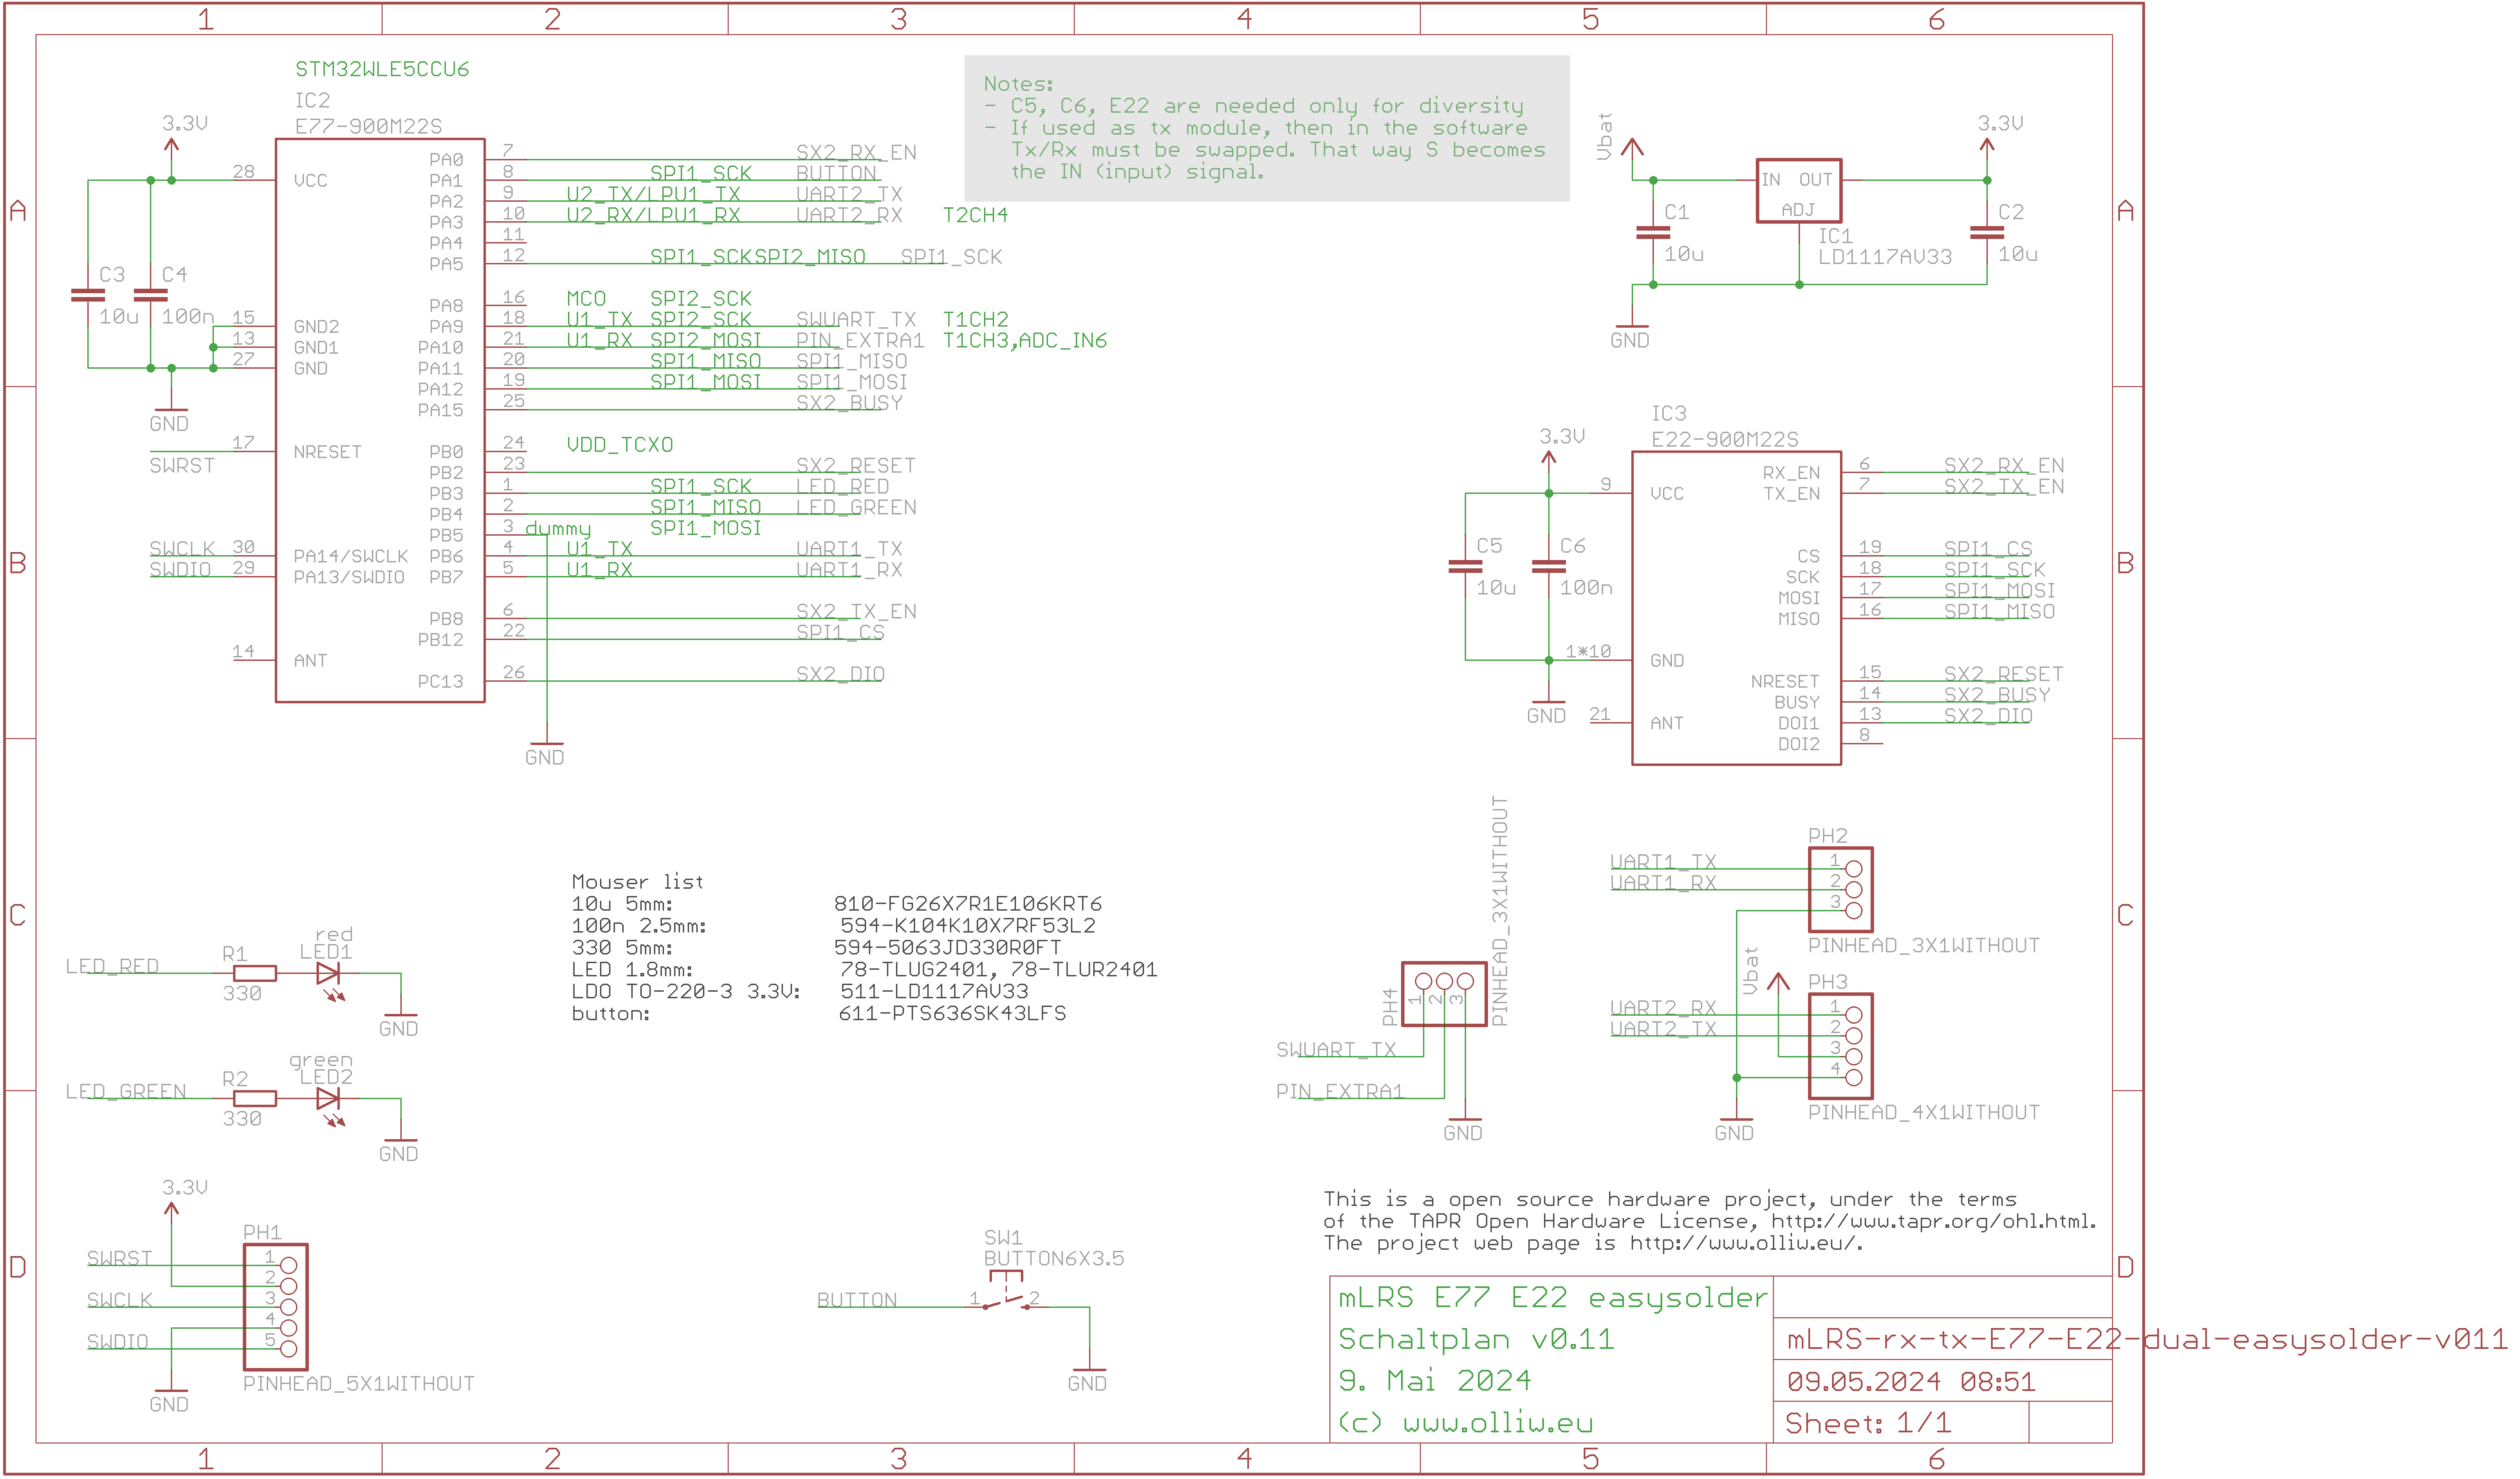 1 2 3 4 5 6
A
B
C
D
A
B
C
D
1 2 3 4 5 6
STM32WLE5CCU6
IC2
E77-900M22S
3.3V
28 VCC
C3
10u
C4
100n
15 GND2
13 GND1
27 GND
GND
17 NRESET
SWRST
SWCLK 30 PA14/SWCLK
SWDIO 29 PA13/SWDIO
14 ANT
PA0 7 SX2_RX_EN
PA1 8 SPI1_SCK BUTTON
PA2 9 U2_TX/LPU1_TX UART2_TX
PA3 10 U2_RX/LPU1_RX UART2_RX T2CH4
PA4 11
PA5 12 SPI1_SCK SPI2_MISO SPI1_SCK
PA8 16 MCO SPI2_SCK
PA9 18 U1_TX SPI2_SCK SWUART_TX T1CH2
PA10 21 U1_RX SPI2_MOSI PIN_EXTRA1 T1CH3,ADC_IN6
PA11 20 SPI1_MISO SPI1_MISO
PA12 19 SPI1_MOSI SPI1_MOSI
PA15 25 SX2_BUSY
PB0 24 VDD_TCXO
PB2 23 SX2_RESET
PB3 1 SPI1_SCK LED_RED
PB4 2 SPI1_MISO LED_GREEN
PB5 3 dummy SPI1_MOSI
PB6 4 U1_TX UART1_TX
PB7 5 U1_RX UART1_RX
PB8 6 SX2_TX_EN
PB12 22 SPI1_CS
PC13 26 SX2_DIO
GND
Notes:
- C5, C6, E22 are needed only for diversity
- If used as tx module, then in the software
Tx/Rx must be swapped. That way S becomes
the IN (input) signal.
Vbat
3.3V
IN OUT
ADJ
C1
10u
IC1
LD1117AV33
C2
10u
GND
IC3
E22-900M22S
3.3V
9 VCC
C5
10u
C6
100n
1*10 GND
GND
21 ANT
RX_EN 6 SX2_RX_EN
TX_EN 7 SX2_TX_EN
CS 19 SPI1_CS
SCK 18 SPI1_SCK
MOSI 17 SPI1_MOSI
MISO 16 SPI1_MISO
NRESET 15 SX2_RESET
BUSY 14 SX2_BUSY
DOI1 13 SX2_DIO
DOI2 8
Mouser list
10u 5mm: 810-FG26X7R1E106KRT6
100n 2.5mm: 594-K104K10X7RF53L2
330 5mm: 594-5063JD330R0FT
LED 1.8mm: 78-TLUG2401, 78-TLUR2401
LDO TO-220-3 3.3V: 511-LD1117AV33
button: 611-PTS636SK43LFS
LED_RED
R1
330
red
LED1
GND
LED_GREEN
R2
330
green
LED2
GND
3.3V
PH1
SWRST 1
2
SWCLK 3
4
SWDIO 5
PINHEAD_5X1WITHOUT
GND
SW1
BUTTON6X3.5
BUTTON 1 2
GND
PH4
1 2 3
PINHEAD_3X1WITHOUT
SWUART_TX
PIN_EXTRA1
GND
PH2
UART1_TX 1
UART1_RX 2
3
PINHEAD_3X1WITHOUT
Vbat
PH3
UART2_RX 1
UART2_TX 2
3
4
PINHEAD_4X1WITHOUT
GND
This is a open source hardware project, under the terms
of the TAPR Open Hardware License, http://www.tapr.org/ohl.html.
The project web page is http://www.olliw.eu/.
mLRS E77 E22 easysolder
Schaltplan v0.11
9. Mai 2024
(c) www.olliw.eu
mLRS-rx-tx-E77-E22-dual-easysolder-v011
09.05.2024 08:51
Sheet: 1/1